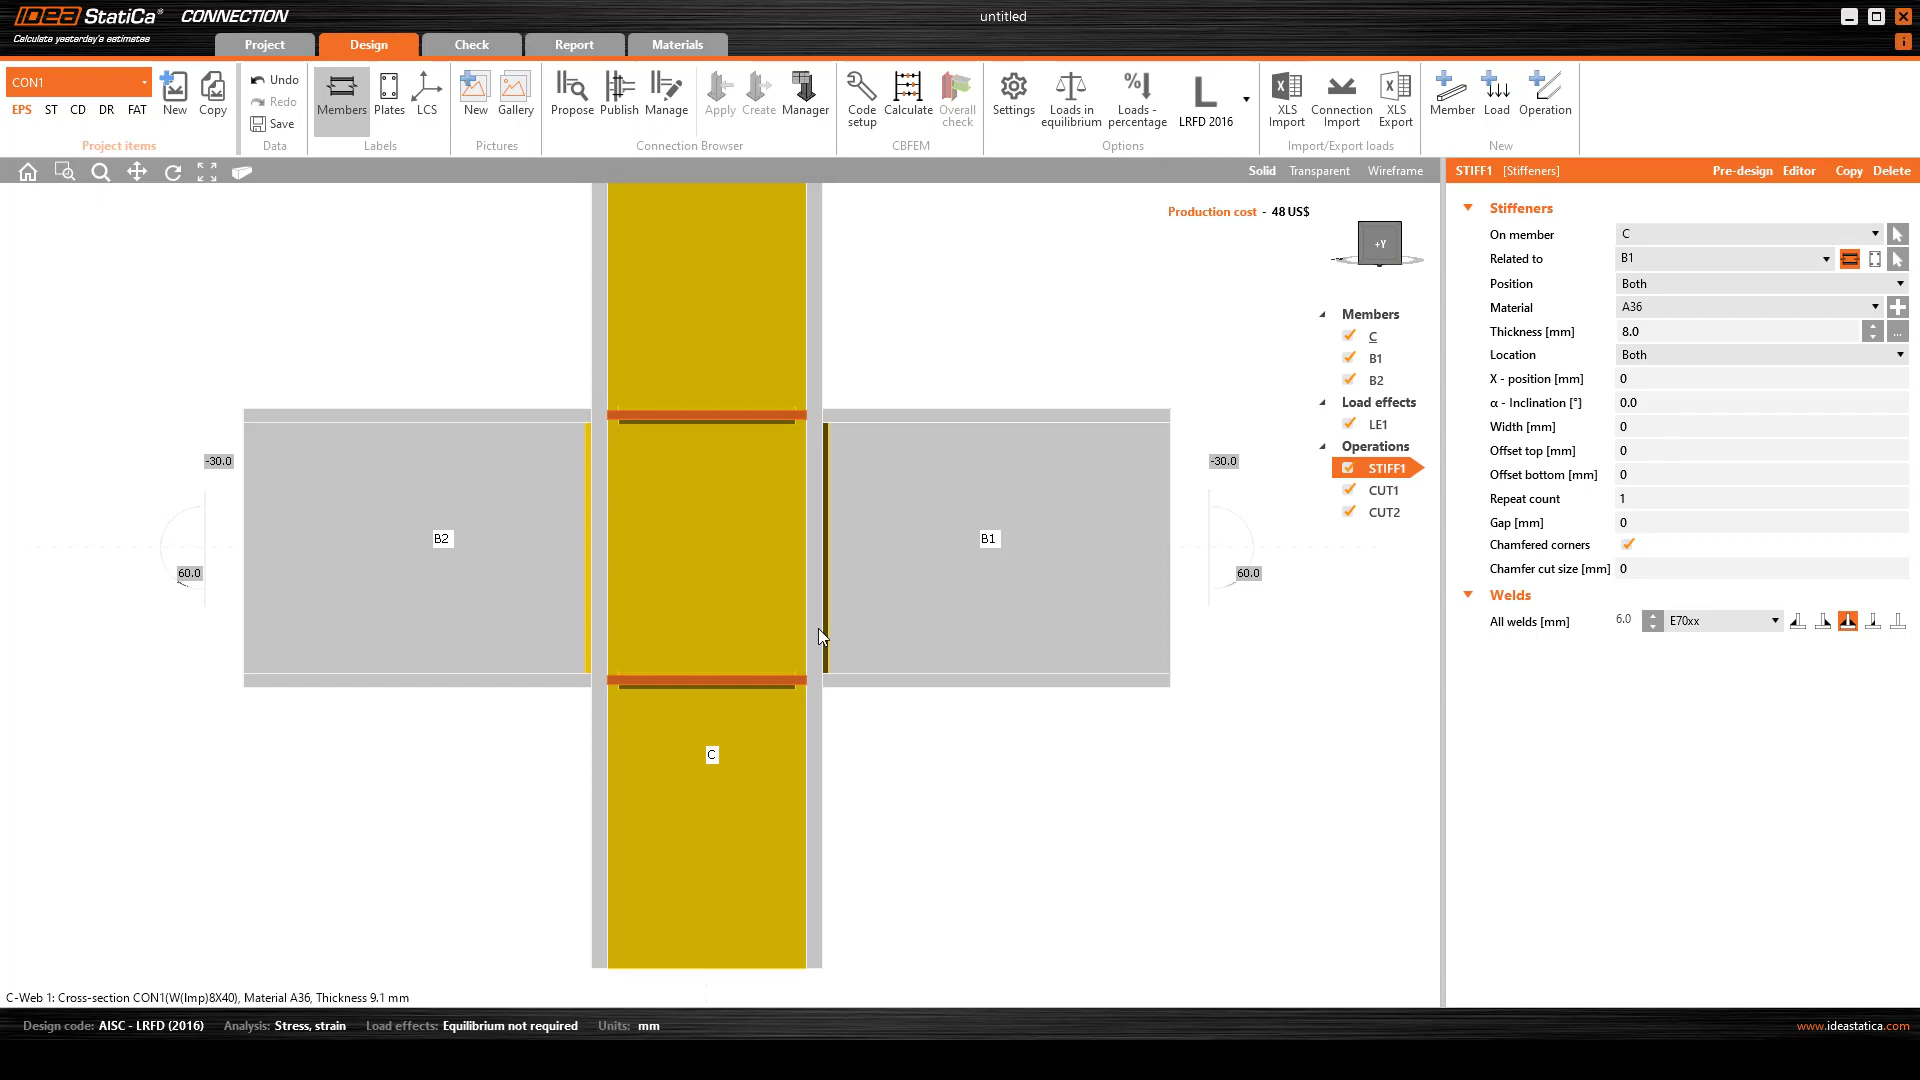 IDEA StatiCa® CONNECTION
Calculate yesterday's estimates
untitled
Project
Design
Check
Report
Materials
CON1
EPS ST CD DR FAT
New
Copy
Project items
Undo
Redo
Save
Data
Members
Plates
LCS
Labels
New
Gallery
Pictures
Propose
Publish
Manage
Apply
Create
Manager
Connection Browser
Code setup
Calculate
Overall check
CBFEM
Settings
Loads in equilibrium
Loads - percentage
LRFD 2016
Options
XLS Import
Connection Import
XLS Export
Import/Export loads
Member
Load
Operation
New
Solid Transparent Wireframe
Production cost - 48 US$
+Y
Members
C
B1
B2
Load effects
LE1
Operations
STIFF1
CUT1
CUT2
-30.0
60.0
B2
C
B1
-30.0
60.0
C-Web 1: Cross-section CON1(W(Imp)8X40), Material A36, Thickness 9.1 mm
STIFF1 [Stiffeners] Pre-design Editor Copy Delete
Stiffeners
On member C
Related to B1
Position Both
Material A36
Thickness [mm] 8.0
Location Both
X - position [mm] 0
α - Inclination [°] 0.0
Width [mm] 0
Offset top [mm] 0
Offset bottom [mm] 0
Repeat count 1
Gap [mm] 0
Chamfered corners
Chamfer cut size [mm] 0
Welds
All welds [mm] 6.0 E70xx
Design code: AISC - LRFD (2016) Analysis: Stress, strain Load effects: Equilibrium not required Units: mm
www.ideastatica.com